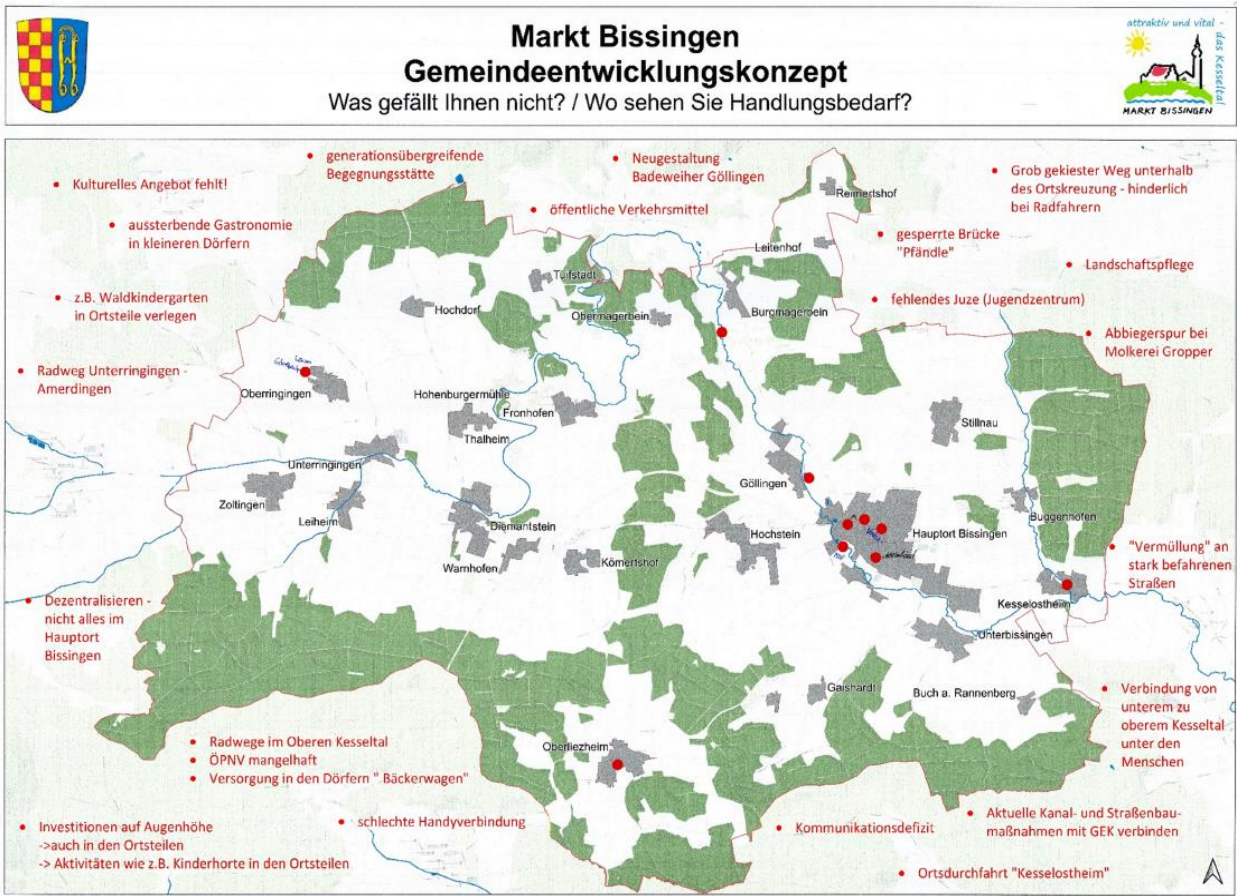 Markt Bissingen
Gemeindeentwicklungskonzept
Was gefällt Ihnen nicht? / Wo sehen Sie Handlungsbedarf?
attraktiv und vital -
das Kesseltal
MARKT BISSINGEN
• Kulturelles Angebot fehlt!
• generationsübergreifende
Begegnungsstätte
• Neugestaltung
Badeweiher Göllingen
• Grob gekiester Weg unterhalb
des Ortskreuzung - hinderlich
bei Radfahrern
• aussterbende Gastronomie
in kleineren Dörfern
• öffentliche Verkehrsmittel
• gesperrte Brücke
"Pfändle"
• Landschaftspflege
• z.B. Waldkindergarten
in Ortsteile verlegen
• fehlendes Juze (Jugendzentrum)
• Abbiegerspur bei
Molkerei Gropper
• Radweg Unterringingen -
Amerdingen
Reimertshof
Leitenhof
Tuifstadt
Hochdorf
Obermagerbein
Burgmagerbein
Oberringingen
Hohenburgermühle
Fronhofen
Thalheim
Stillnau
Unterringingen
Zoltingen
Leiheim
Göllingen
Diemantstein
Warnhofen
Kömertshof
Hochstein
Hauptort Bissingen
Buggenhofen
Kesselostheim
Unterbissingen
• "Vermüllung" an
stark befahrenen
Straßen
• Dezentralisieren -
nicht alles im
Hauptort
Bissingen
Gaishardt
Buch a. Rannenberg
Oberliezheim
• Verbindung von
unterem zu
oberem Kesseltal
unter den
Menschen
• Radwege im Oberen Kesseltal
• ÖPNV mangelhaft
• Versorgung in den Dörfern " Bäckerwagen"
• Investitionen auf Augenhöhe
->auch in den Ortsteilen
-> Aktivitäten wie z.B. Kinderhorte in den Ortsteilen
• schlechte Handyverbindung
• Kommunikationsdefizit
• Aktuelle Kanal- und Straßenbau-
maßnahmen mit GEK verbinden
• Ortsdurchfahrt "Kesselostheim"